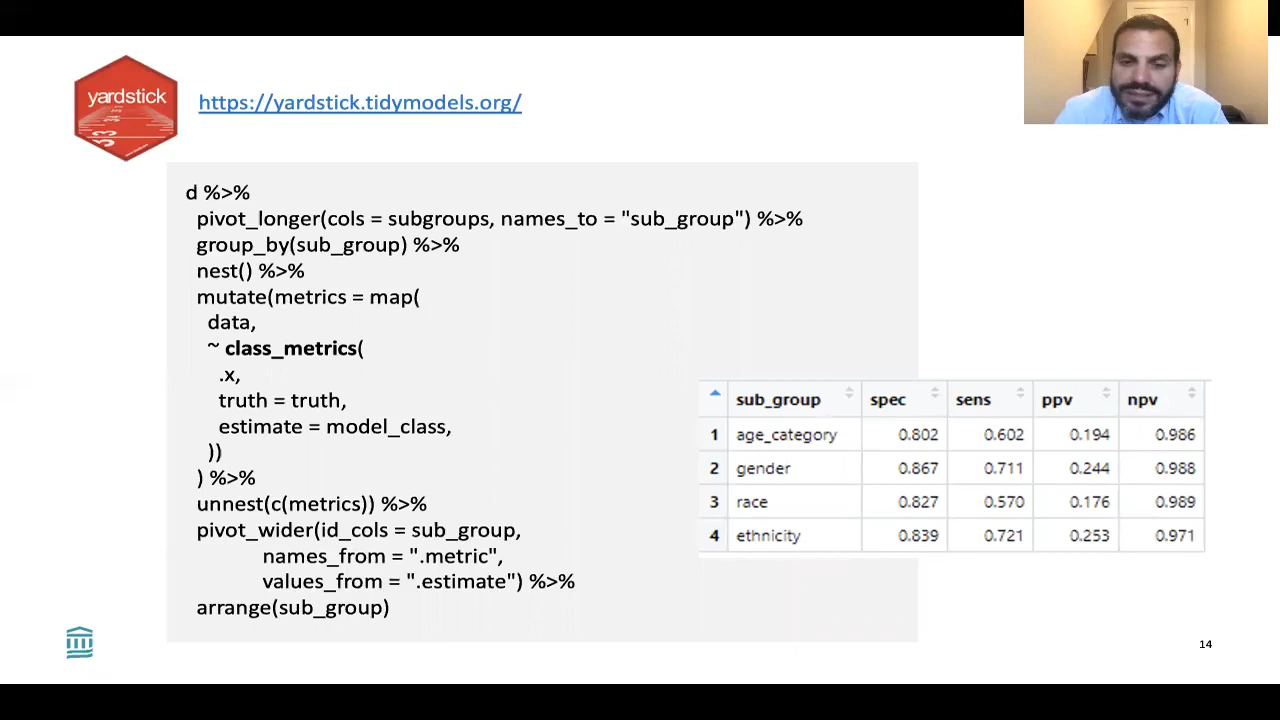 yardstick
https://yardstick.tidymodels.org/
d %>%
pivot_longer(cols = subgroups, names_to = "sub_group") %>%
group_by(sub_group) %>%
nest() %>%
mutate(metrics = map(
data,
~ class_metrics(
.x,
truth = truth,
estimate = model_class,
))
) %>%
unnest(c(metrics)) %>%
pivot_wider(id_cols = sub_group,
names_from = ".metric",
values_from = ".estimate") %>%
arrange(sub_group)
sub_group spec sens ppv npv
1 age_category 0.802 0.602 0.194 0.986
2 gender 0.867 0.711 0.244 0.988
3 race 0.827 0.570 0.176 0.989
4 ethnicity 0.839 0.721 0.253 0.971
14